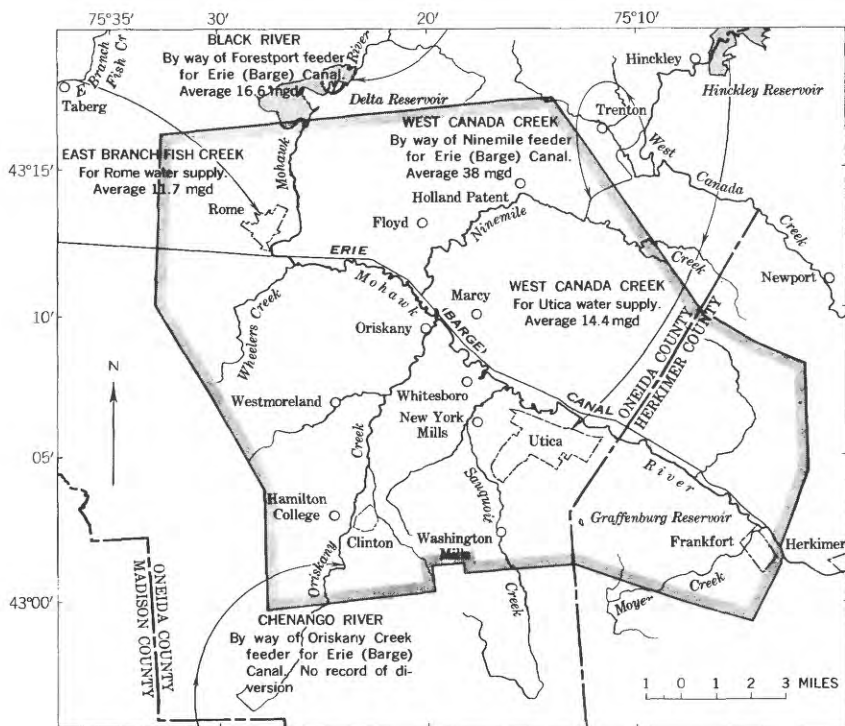 75°35'
30'
20'
75°10'
BLACK RIVER
By way of Forestport feeder
for Erie (Barge) Canal.
Average 16.6 mgd
River
Delta Reservoir
E Branch
Fish Cr
Taberg
Hinckley
Hinckley Reservoir
Trenton
West
Canada
Creek
WEST CANADA CREEK
By way of Ninemile feeder
for Erie (Barge) Canal.
Average 38 mgd
43°15'
EAST BRANCH FISH CREEK
For Rome water supply.
Average 11.7 mgd
Mohawk
Rome
Holland Patent
Floyd
Ninemile
Creek
Newport
ERIE
Mohawk
WEST CANADA CREEK
For Utica water supply.
Average 14.4 mgd
Marcy
10'
Oriskany
(BARGE)
Wheelers Creek
ONEIDA COUNTY
HERKIMER COUNTY
N
Whitesboro
CANAL
Westmoreland
New York
Mills
Utica
Creek
River
05'
Sauquoit
Hamilton
College
Graffenburg Reservoir
Clinton
Washington
Mills
Frankfort
Herkimer
Oriskany
Creek
Moyer
Creek
43°00'
ONEIDA COUNTY
MADISON COUNTY
CHENANGO RIVER
By way of Oriskany Creek
feeder for Erie (Barge)
Canal. No record of di-
version
1 0 1 2 3 MILES